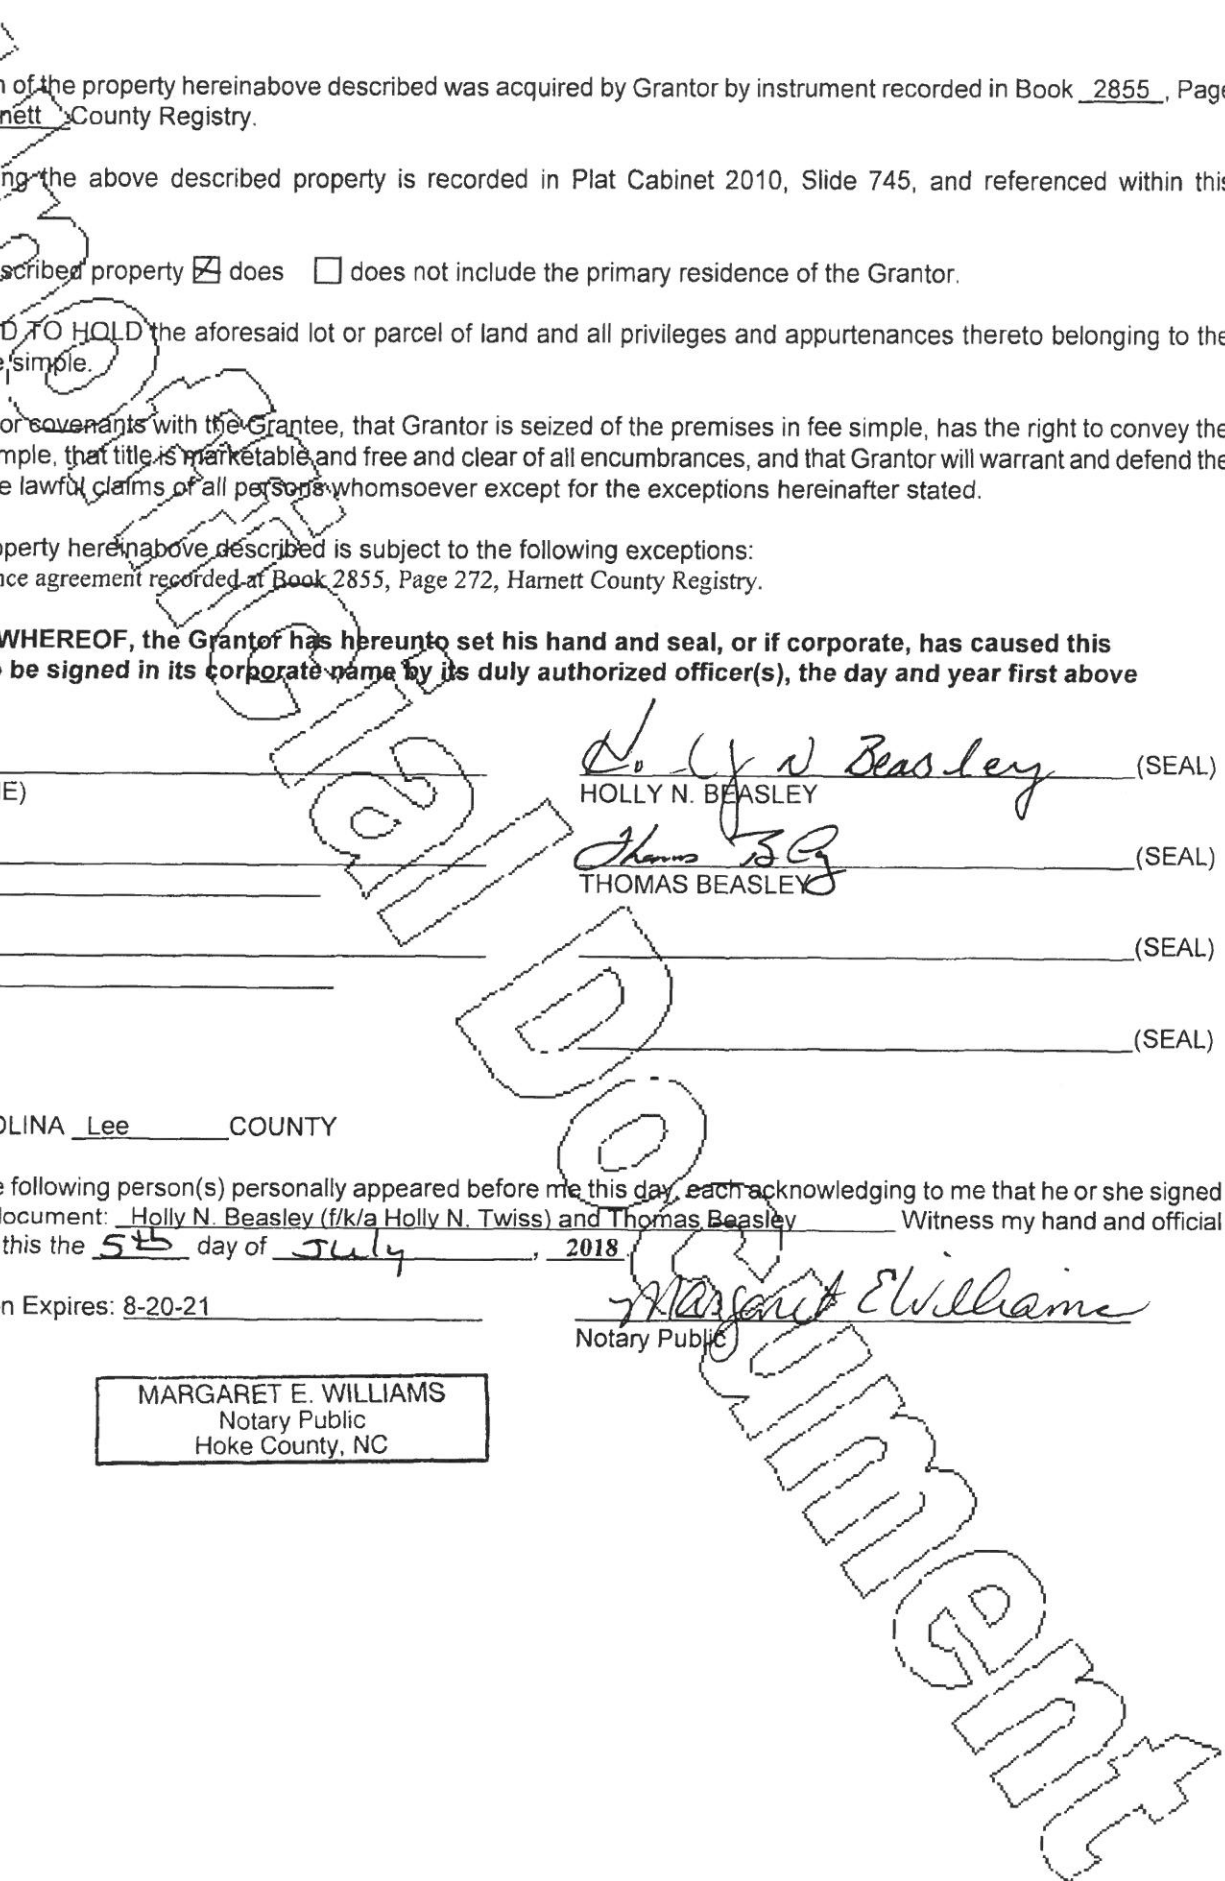 n of the property hereinabove described was acquired by Grantor by instrument recorded in Book 2855, Page
nett County Registry.
ng the above described property is recorded in Plat Cabinet 2010, Slide 745, and referenced within this
scribed property ☒ does ☐ does not include the primary residence of the Grantor.
D TO HOLD the aforesaid lot or parcel of land and all privileges and appurtenances thereto belonging to the
e simple.
or covenants with the Grantee, that Grantor is seized of the premises in fee simple, has the right to convey the
mple, that title is marketable and free and clear of all encumbrances, and that Grantor will warrant and defend the
e lawful claims of all persons whomsoever except for the exceptions hereinafter stated.
operty hereinabove described is subject to the following exceptions:
nce agreement recorded at Book 2855, Page 272, Harnett County Registry.
WHEREOF, the Grantor has hereunto set his hand and seal, or if corporate, has caused this
o be signed in its corporate name by its duly authorized officer(s), the day and year first above
Holly N Beasley (SEAL)
E) HOLLY N. BEASLEY
Thomas (SEAL)
THOMAS BEASLEY
(SEAL)
(SEAL)
OLINA Lee COUNTY
e following person(s) personally appeared before me this day, each acknowledging to me that he or she signed
document: Holly N. Beasley (f/k/a Holly N. Twiss) and Thomas Beasley Witness my hand and official
this the 5th day of July, 2018
n Expires: 8-20-21 Margaret E Williams
Notary Public
MARGARET E. WILLIAMS
Notary Public
Hoke County, NC
official Document